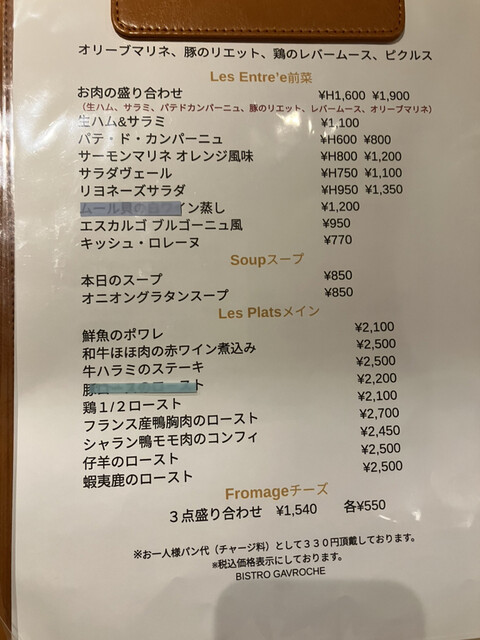 オリーブマリネ、豚のリエット、鶏のレバームース、ピクルス
Les Entre'e前菜
お肉の盛り合わせ ¥H1,600 ¥1,900
（生ハム、サラミ、パテドカンパーニュ、豚のリエット、レバームース、オリーブマリネ）
生ハム&サラミ ¥1,100
パテ・ド・カンパーニュ ¥H600 ¥800
サーモンマリネ オレンジ風味 ¥H800 ¥1,200
サラダヴェール ¥H750 ¥1,100
リヨネーズサラダ ¥H950 ¥1,350
ムール貝の白ワイン蒸し ¥1,200
エスカルゴ ブルゴーニュ風 ¥950
キッシュ・ロレーヌ ¥770
Soupスープ
本日のスープ ¥850
オニオングラタンスープ ¥850
Les Platsメイン
鮮魚のポワレ ¥2,100
和牛ほほ肉の赤ワイン煮込み ¥2,500
牛ハラミのステーキ ¥2,500
豚ロースのロースト ¥2,200
鶏１/２ロースト ¥2,100
フランス産鴨胸肉のロースト ¥2,700
シャラン鴨モモ肉のコンフィ ¥2,450
仔羊のロースト ¥2,500
蝦夷鹿のロースト ¥2,500
Fromageチーズ
３点盛り合わせ ¥1,540 各¥550
※お一人様パン代（チャージ料）として３３０円頂戴しております。
※税込価格表示にしております。
BISTRO GAVROCHE